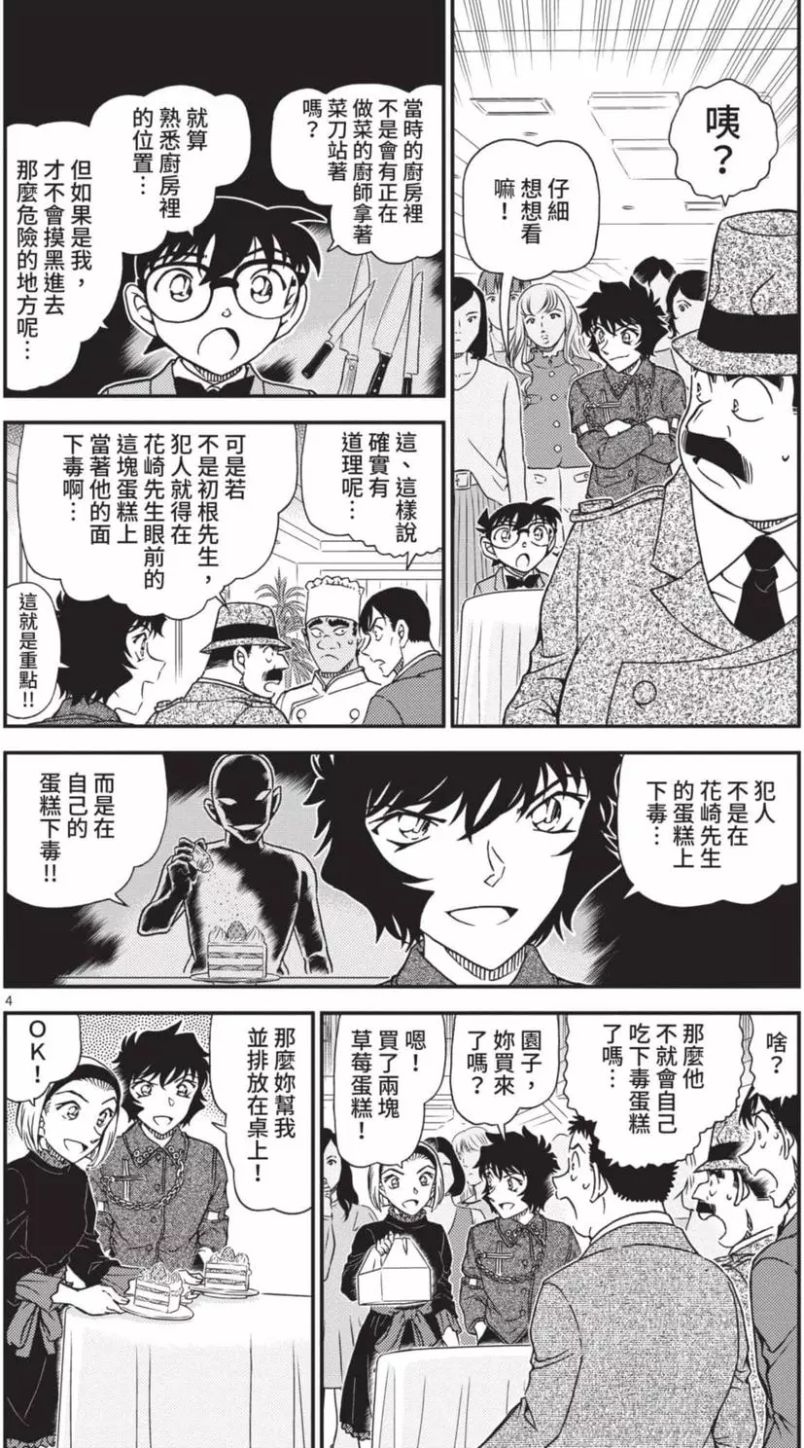 咦？
仔細
想想看
嘛！
當時的廚房裡
不是會有正在
做菜的廚師拿著
菜刀站著
嗎？
就算
熟悉廚房裡
的位置…
但如果是我，
才不會摸黑進去
那麼危險的地方呢…
這、這樣說
確實有
道理呢…
可是若
不是初根先生，
犯人就得在
花崎先生眼前的
這塊蛋糕上
當著他的面
下毒啊…
這就是重點!!
犯人
不是在
花崎先生
的蛋糕上
下毒…
而是在
自己的
蛋糕下毒!!
4
啥？
那麼他
不就會自己
吃下毒蛋糕
了嗎…
園子，
妳買來
了嗎？
嗯！
買了兩塊
草莓蛋糕！
那麼妳幫我
並排放在桌上！
OK！